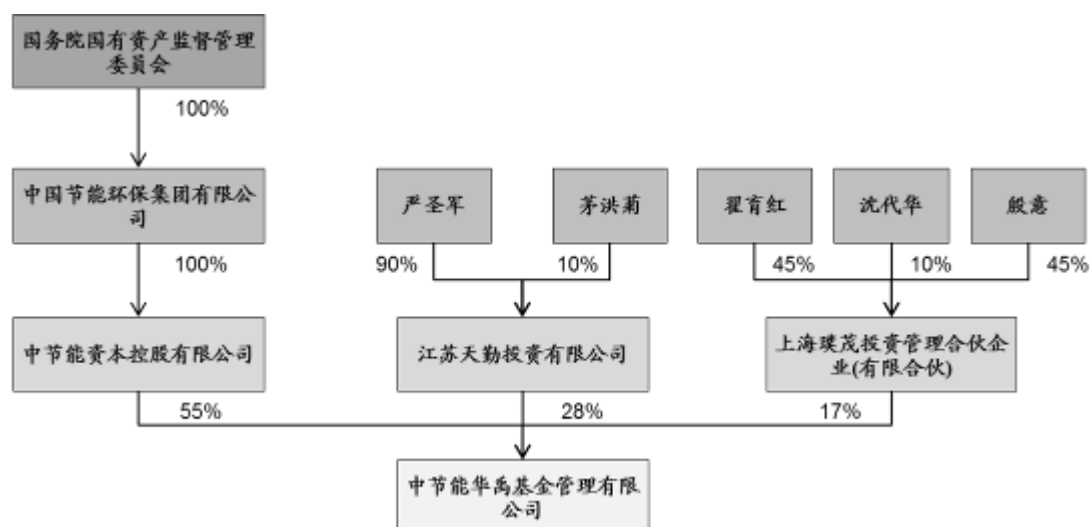 国务院国有资产监督管理
委員会
100%
中国节能环保集团有限公
司
严圣军
茅洪菊
翟育红
沈代华
殷意
100%
90%
10%
45%
10%
45%
中节能资本控股有限公司
江苏天勤投资有限公司
上海璞茂投资管理合伙企
业(有限合伙)
55%
28%
17%
中节能华禹基金管理有限
公司